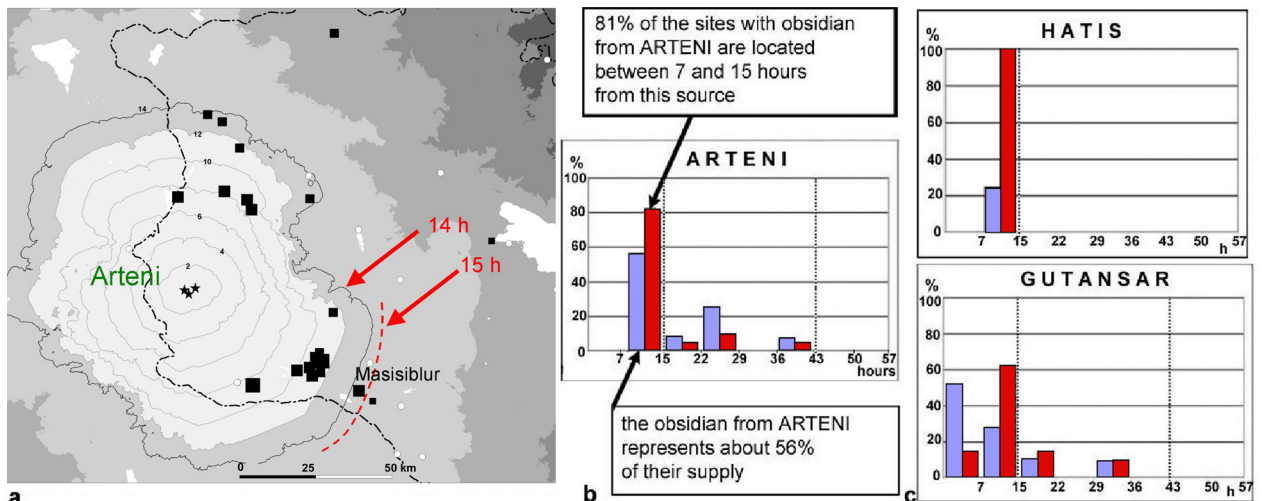 14
12
10
6
4
2
Arteni
14 h
15 h
Masisiblur
0 25 50 km
a
81% of the sites with obsidian
from ARTENI are located
between 7 and 15 hours
from this source
ARTENI
%
100
80
60
40
20
0
7 15 22 29 36 43 50 57
hours
the obsidian from ARTENI
represents about 56%
of their supply
b
HATIS
%
100
80
60
40
20
0
7 15 22 29 36 43 50 57
h
GUTANSAR
%
100
80
60
40
20
0
7 15 22 29 36 43 50 57
h
c